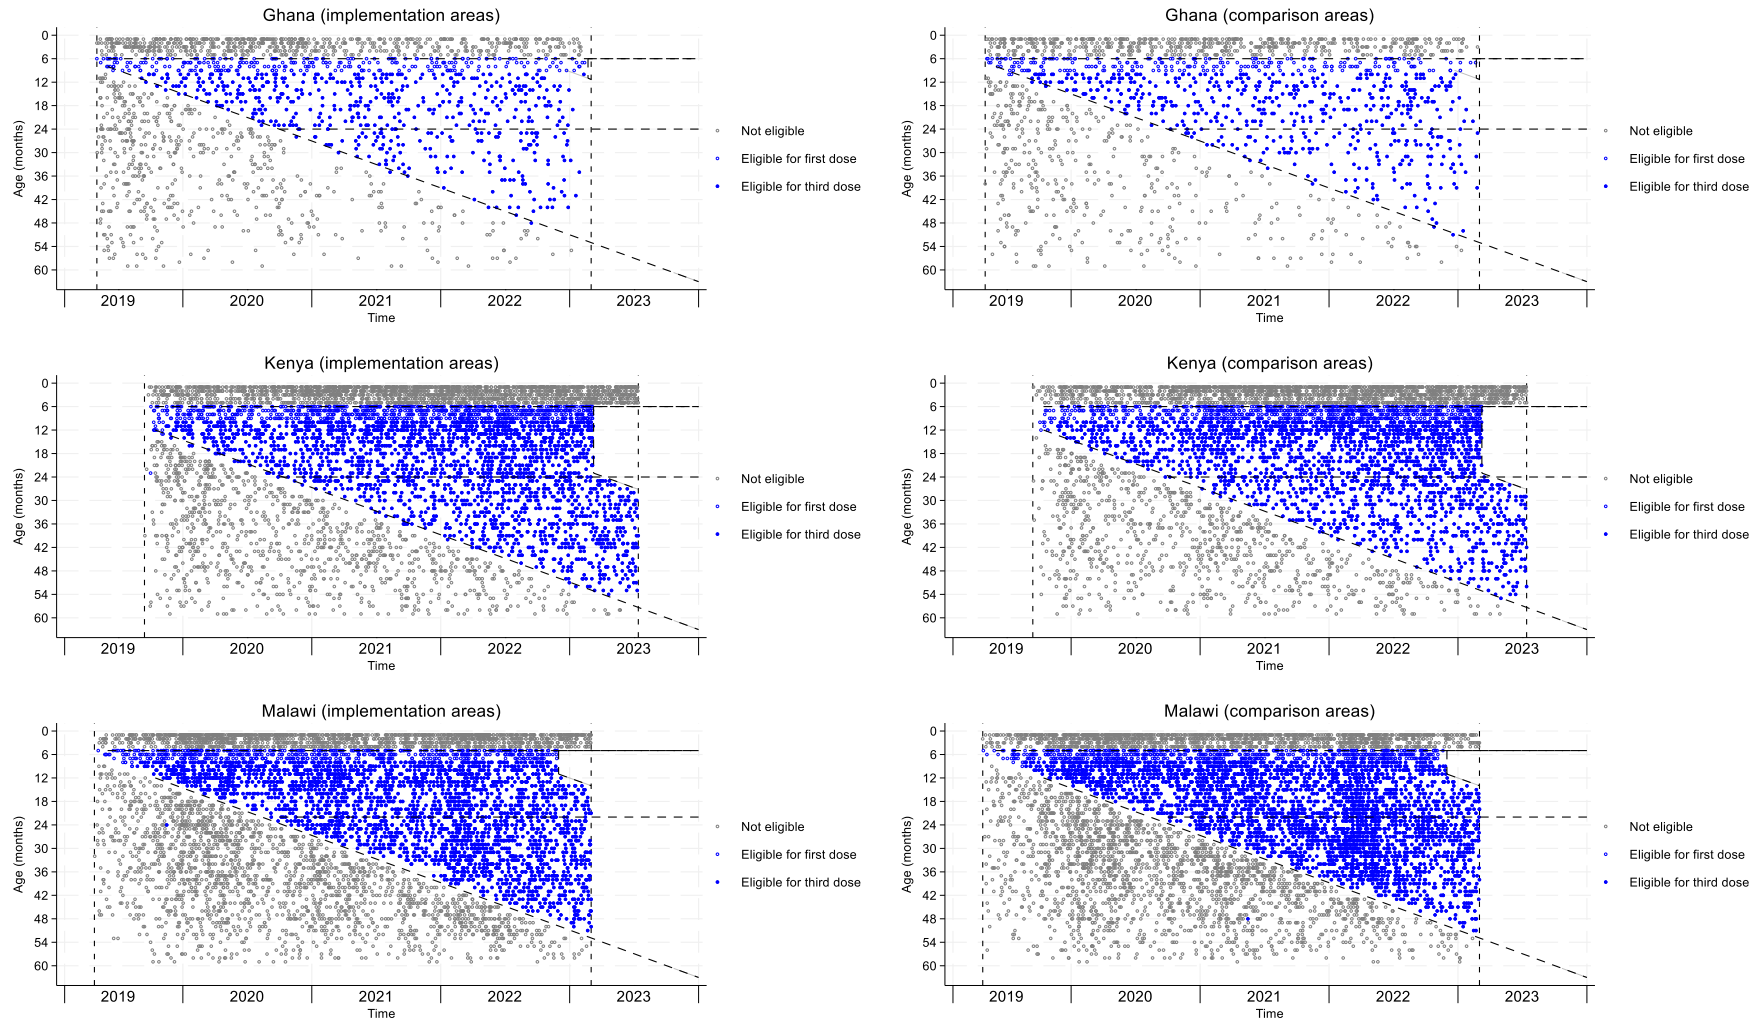 Ghana (implementation areas)
0
6
12
18
24
30
36
42
48
54
60
Age (months)
2019 2020 2021 2022 2023
Time
Not eligible
Eligible for first dose
Eligible for third dose
Ghana (comparison areas)
0
6
12
18
24
30
36
42
48
54
60
Age (months)
2019 2020 2021 2022 2023
Time
Not eligible
Eligible for first dose
Eligible for third dose
Kenya (implementation areas)
0
6
12
18
24
30
36
42
48
54
60
Age (months)
2019 2020 2021 2022 2023
Time
Not eligible
Eligible for first dose
Eligible for third dose
Kenya (comparison areas)
0
6
12
18
24
30
36
42
48
54
60
Age (months)
2019 2020 2021 2022 2023
Time
Not eligible
Eligible for first dose
Eligible for third dose
Malawi (implementation areas)
0
6
12
18
24
30
36
42
48
54
60
Age (months)
2019 2020 2021 2022 2023
Time
Not eligible
Eligible for first dose
Eligible for third dose
Malawi (comparison areas)
0
6
12
18
24
30
36
42
48
54
60
Age (months)
2019 2020 2021 2022 2023
Time
Not eligible
Eligible for first dose
Eligible for third dose